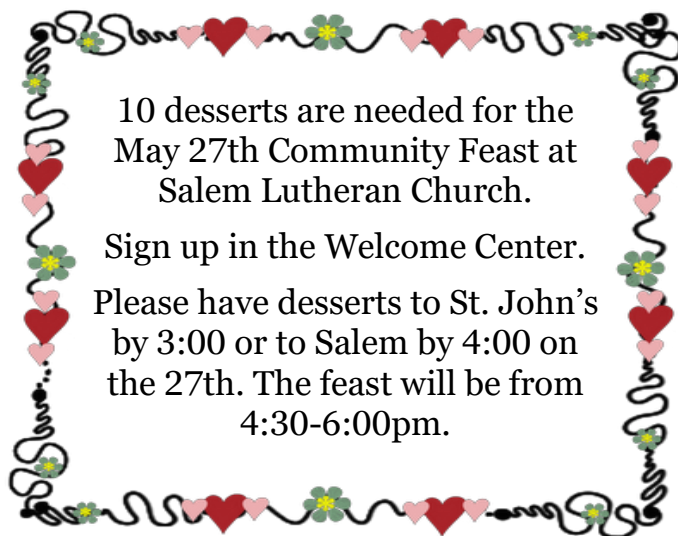 10 desserts are needed for the
May 27th Community Feast at
Salem Lutheran Church.
Sign up in the Welcome Center.
Please have desserts to St. John’s
by 3:00 or to Salem by 4:00 on
the 27th. The feast will be from
4:30-6:00pm.